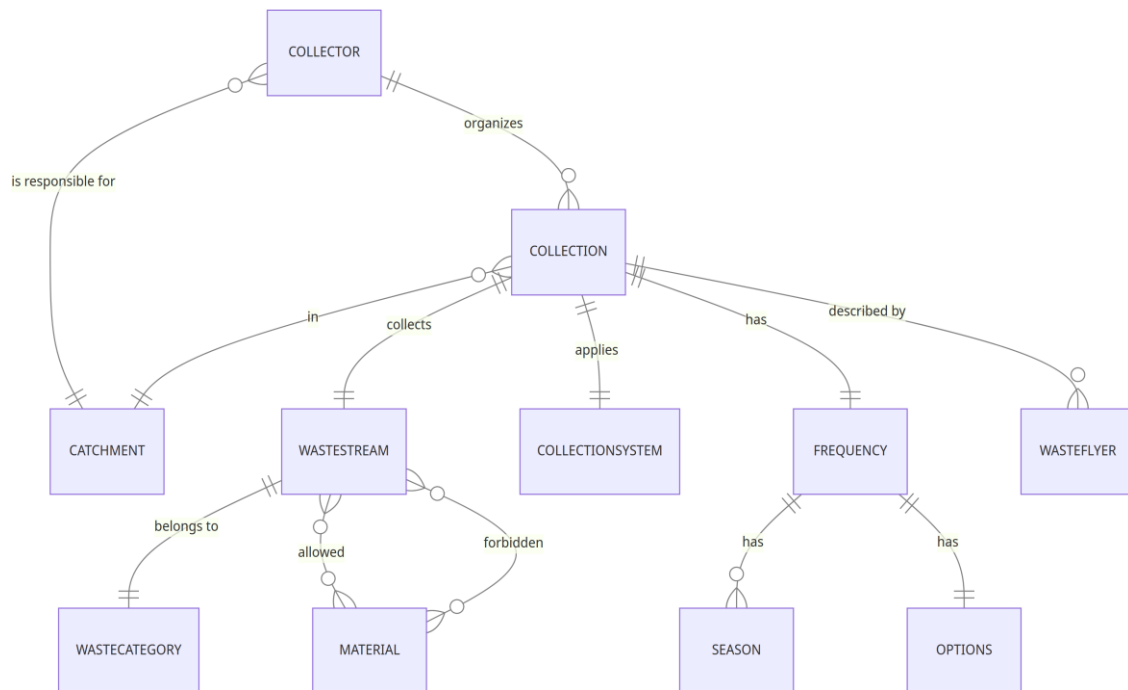 COLLECTOR
organizes
is responsible for
COLLECTION
in
collects
applies
has
described by
CATCHMENT
WASTESTREAM
COLLECTIONSYSTEM
FREQUENCY
WASTEFLYER
belongs to
allowed
forbidden
has
has
WASTECATEGORY
MATERIAL
SEASON
OPTIONS